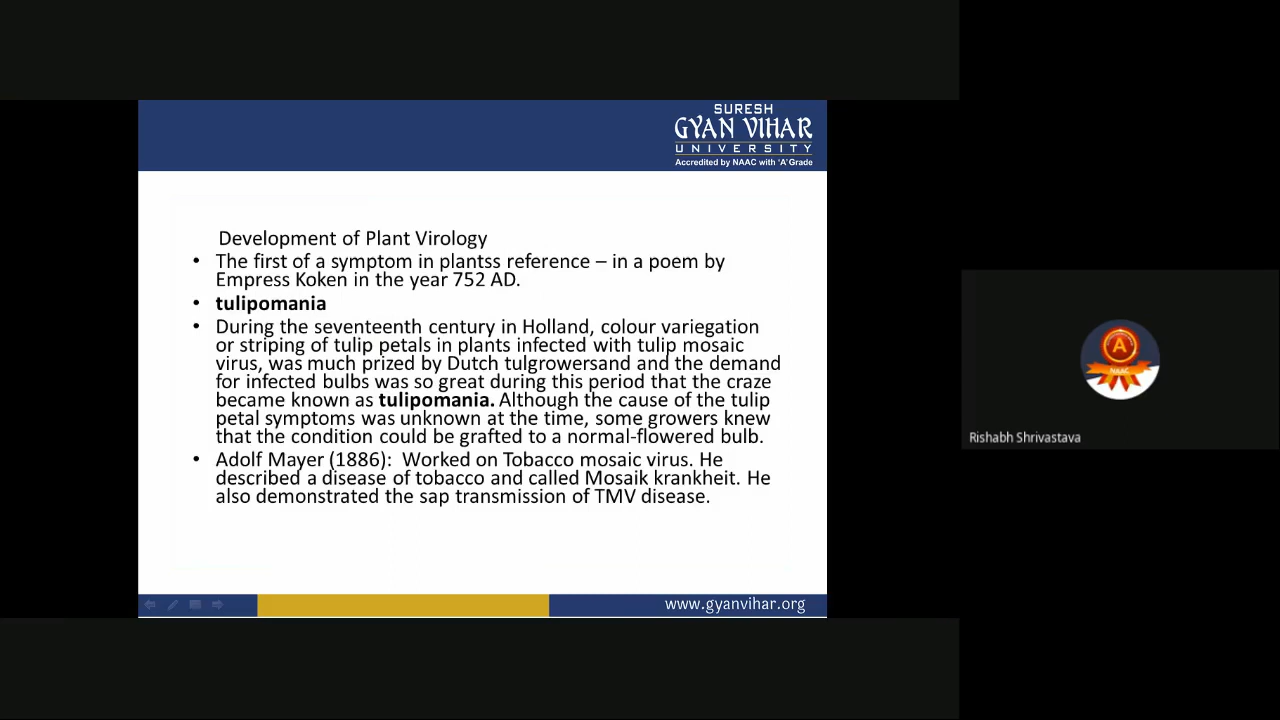 SURESH
GYAN VIHAR
UNIVERSITY
Accredited by NAAC with 'A' Grade
Development of Plant Virology
• The first of a symptom in plantss reference – in a poem by
Empress Koken in the year 752 AD.
• tulipomania
• During the seventeenth century in Holland, colour variegation
or striping of tulip petals in plants infected with tulip mosaic
virus, was much prized by Dutch tulgrowersand and the demand
for infected bulbs was so great during this period that the craze
became known as tulipomania. Although the cause of the tulip
petal symptoms was unknown at the time, some growers knew
that the condition could be grafted to a normal-flowered bulb.
• Adolf Mayer (1886): Worked on Tobacco mosaic virus. He
described a disease of tobacco and called Mosaik krankheit. He
also demonstrated the sap transmission of TMV disease.
www.gyanvihar.org
A
NAAC
Rishabh Shrivastava